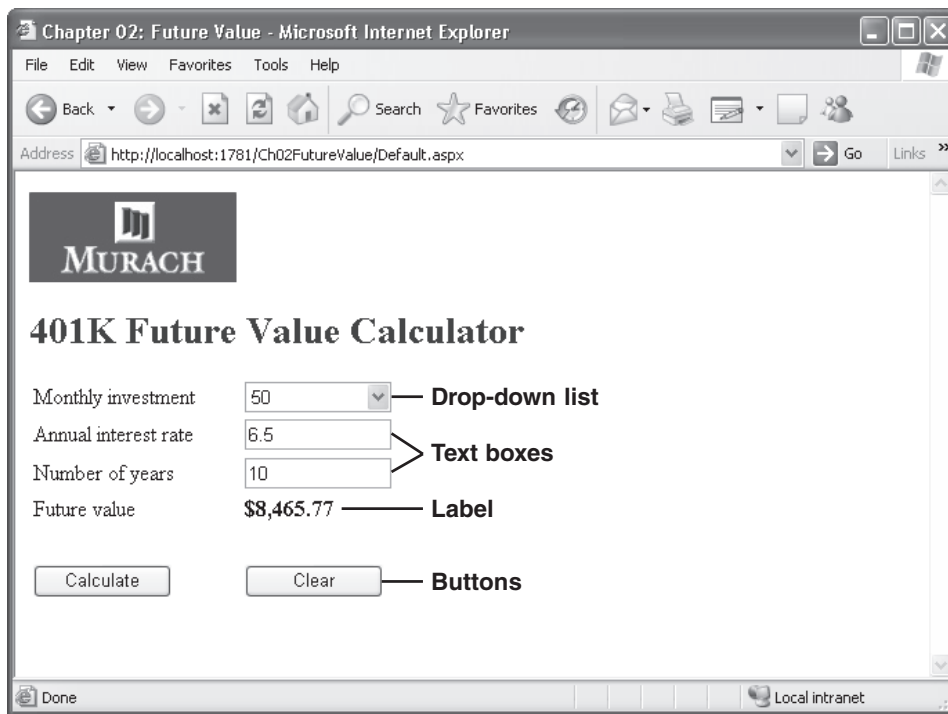 Chapter 02: Future Value - Microsoft Internet Explorer
File Edit View Favorites Tools Help
Back Search Favorites
Address http://localhost:1781/Ch02FutureValue/Default.aspx Go Links »
MURACH
401K Future Value Calculator
Monthly investment 50 Drop-down list
Annual interest rate 6.5
Text boxes
Number of years 10
Future value $8,465.77 Label
Calculate Clear Buttons
Done Local intranet